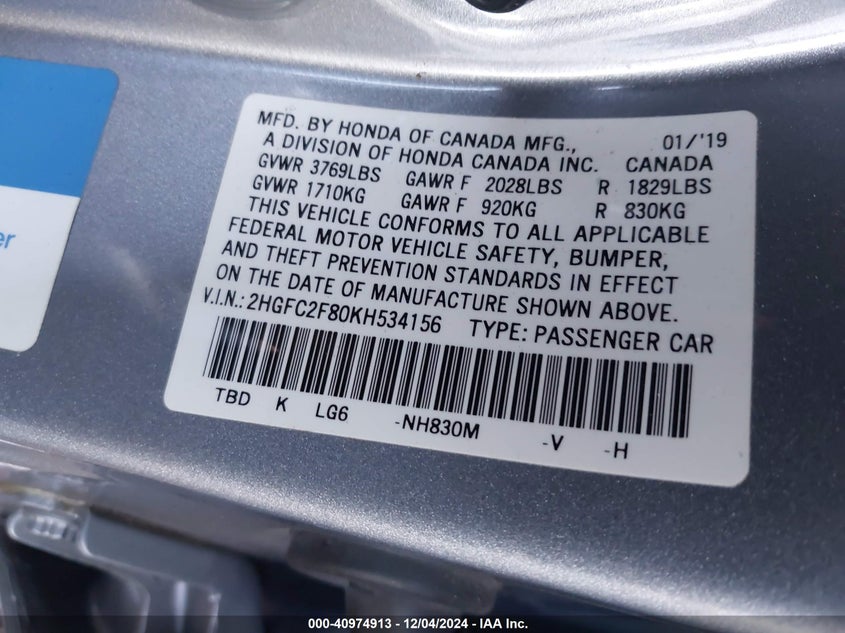 er
MFD. BY HONDA OF CANADA MFG., 01/'19
A DIVISION OF HONDA CANADA INC. CANADA
GVWR 3769LBS GAWR F 2028LBS R 1829LBS
GVWR 1710KG GAWR F 920KG R 830KG
THIS VEHICLE CONFORMS TO ALL APPLICABLE
FEDERAL MOTOR VEHICLE SAFETY, BUMPER,
AND THEFT PREVENTION STANDARDS IN EFFECT
ON THE DATE OF MANUFACTURE SHOWN ABOVE.
V.I.N.: 2HGFC2F80KH534156 TYPE: PASSENGER CAR
TBD K LG6 -NH830M -V -H
000-40974913 - 12/04/2024 - IAA Inc.